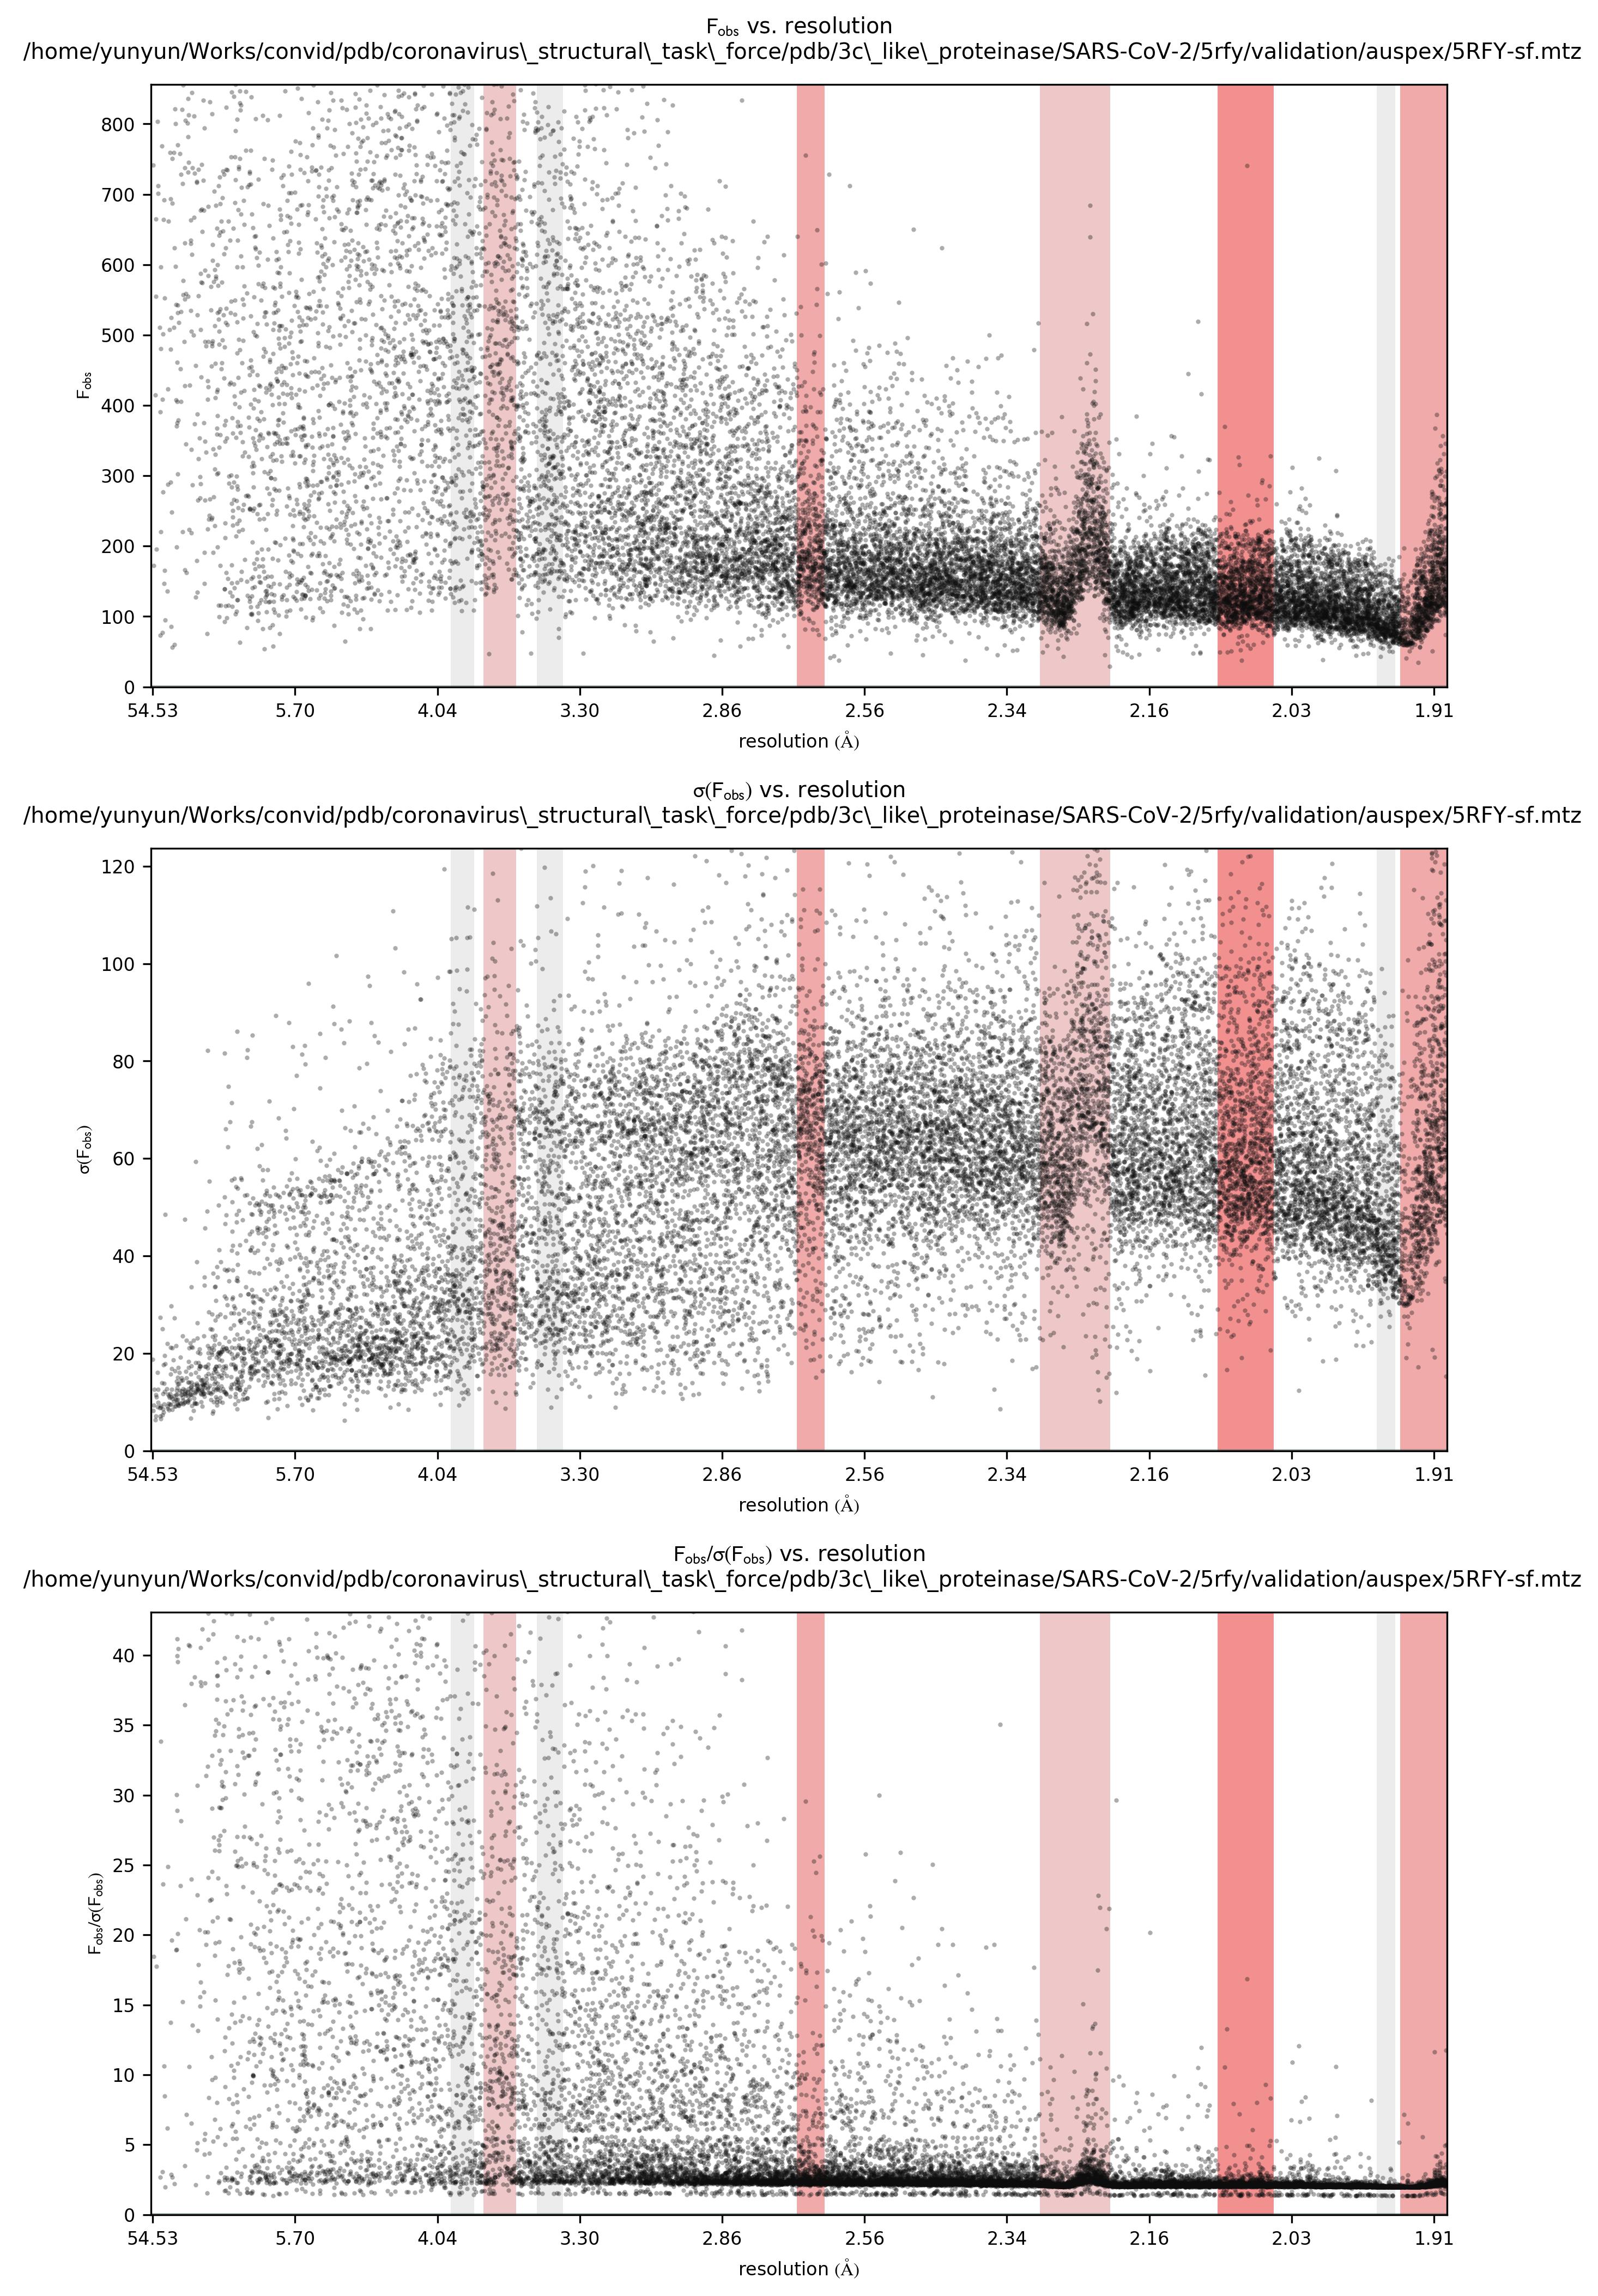 Fobs vs. resolution
/home/yunyun/Works/convid/pdb/coronavirus\_structural\_task\_force/pdb/3c\_like\_proteinase/SARS-CoV-2/5rfy/validation/auspex/5RFY-sf.mtz
800
700
600
500
400
300
200
100
0
Fobs
54.53 5.70 4.04 3.30 2.86 2.56 2.34 2.16 2.03 1.91
resolution (Å)
σ(Fobs) vs. resolution
/home/yunyun/Works/convid/pdb/coronavirus\_structural\_task\_force/pdb/3c\_like\_proteinase/SARS-CoV-2/5rfy/validation/auspex/5RFY-sf.mtz
120
100
80
60
40
20
0
σ(Fobs)
54.53 5.70 4.04 3.30 2.86 2.56 2.34 2.16 2.03 1.91
resolution (Å)
Fobs/σ(Fobs) vs. resolution
/home/yunyun/Works/convid/pdb/coronavirus\_structural\_task\_force/pdb/3c\_like\_proteinase/SARS-CoV-2/5rfy/validation/auspex/5RFY-sf.mtz
40
35
30
25
20
15
10
5
0
Fobs/σ(Fobs)
54.53 5.70 4.04 3.30 2.86 2.56 2.34 2.16 2.03 1.91
resolution (Å)